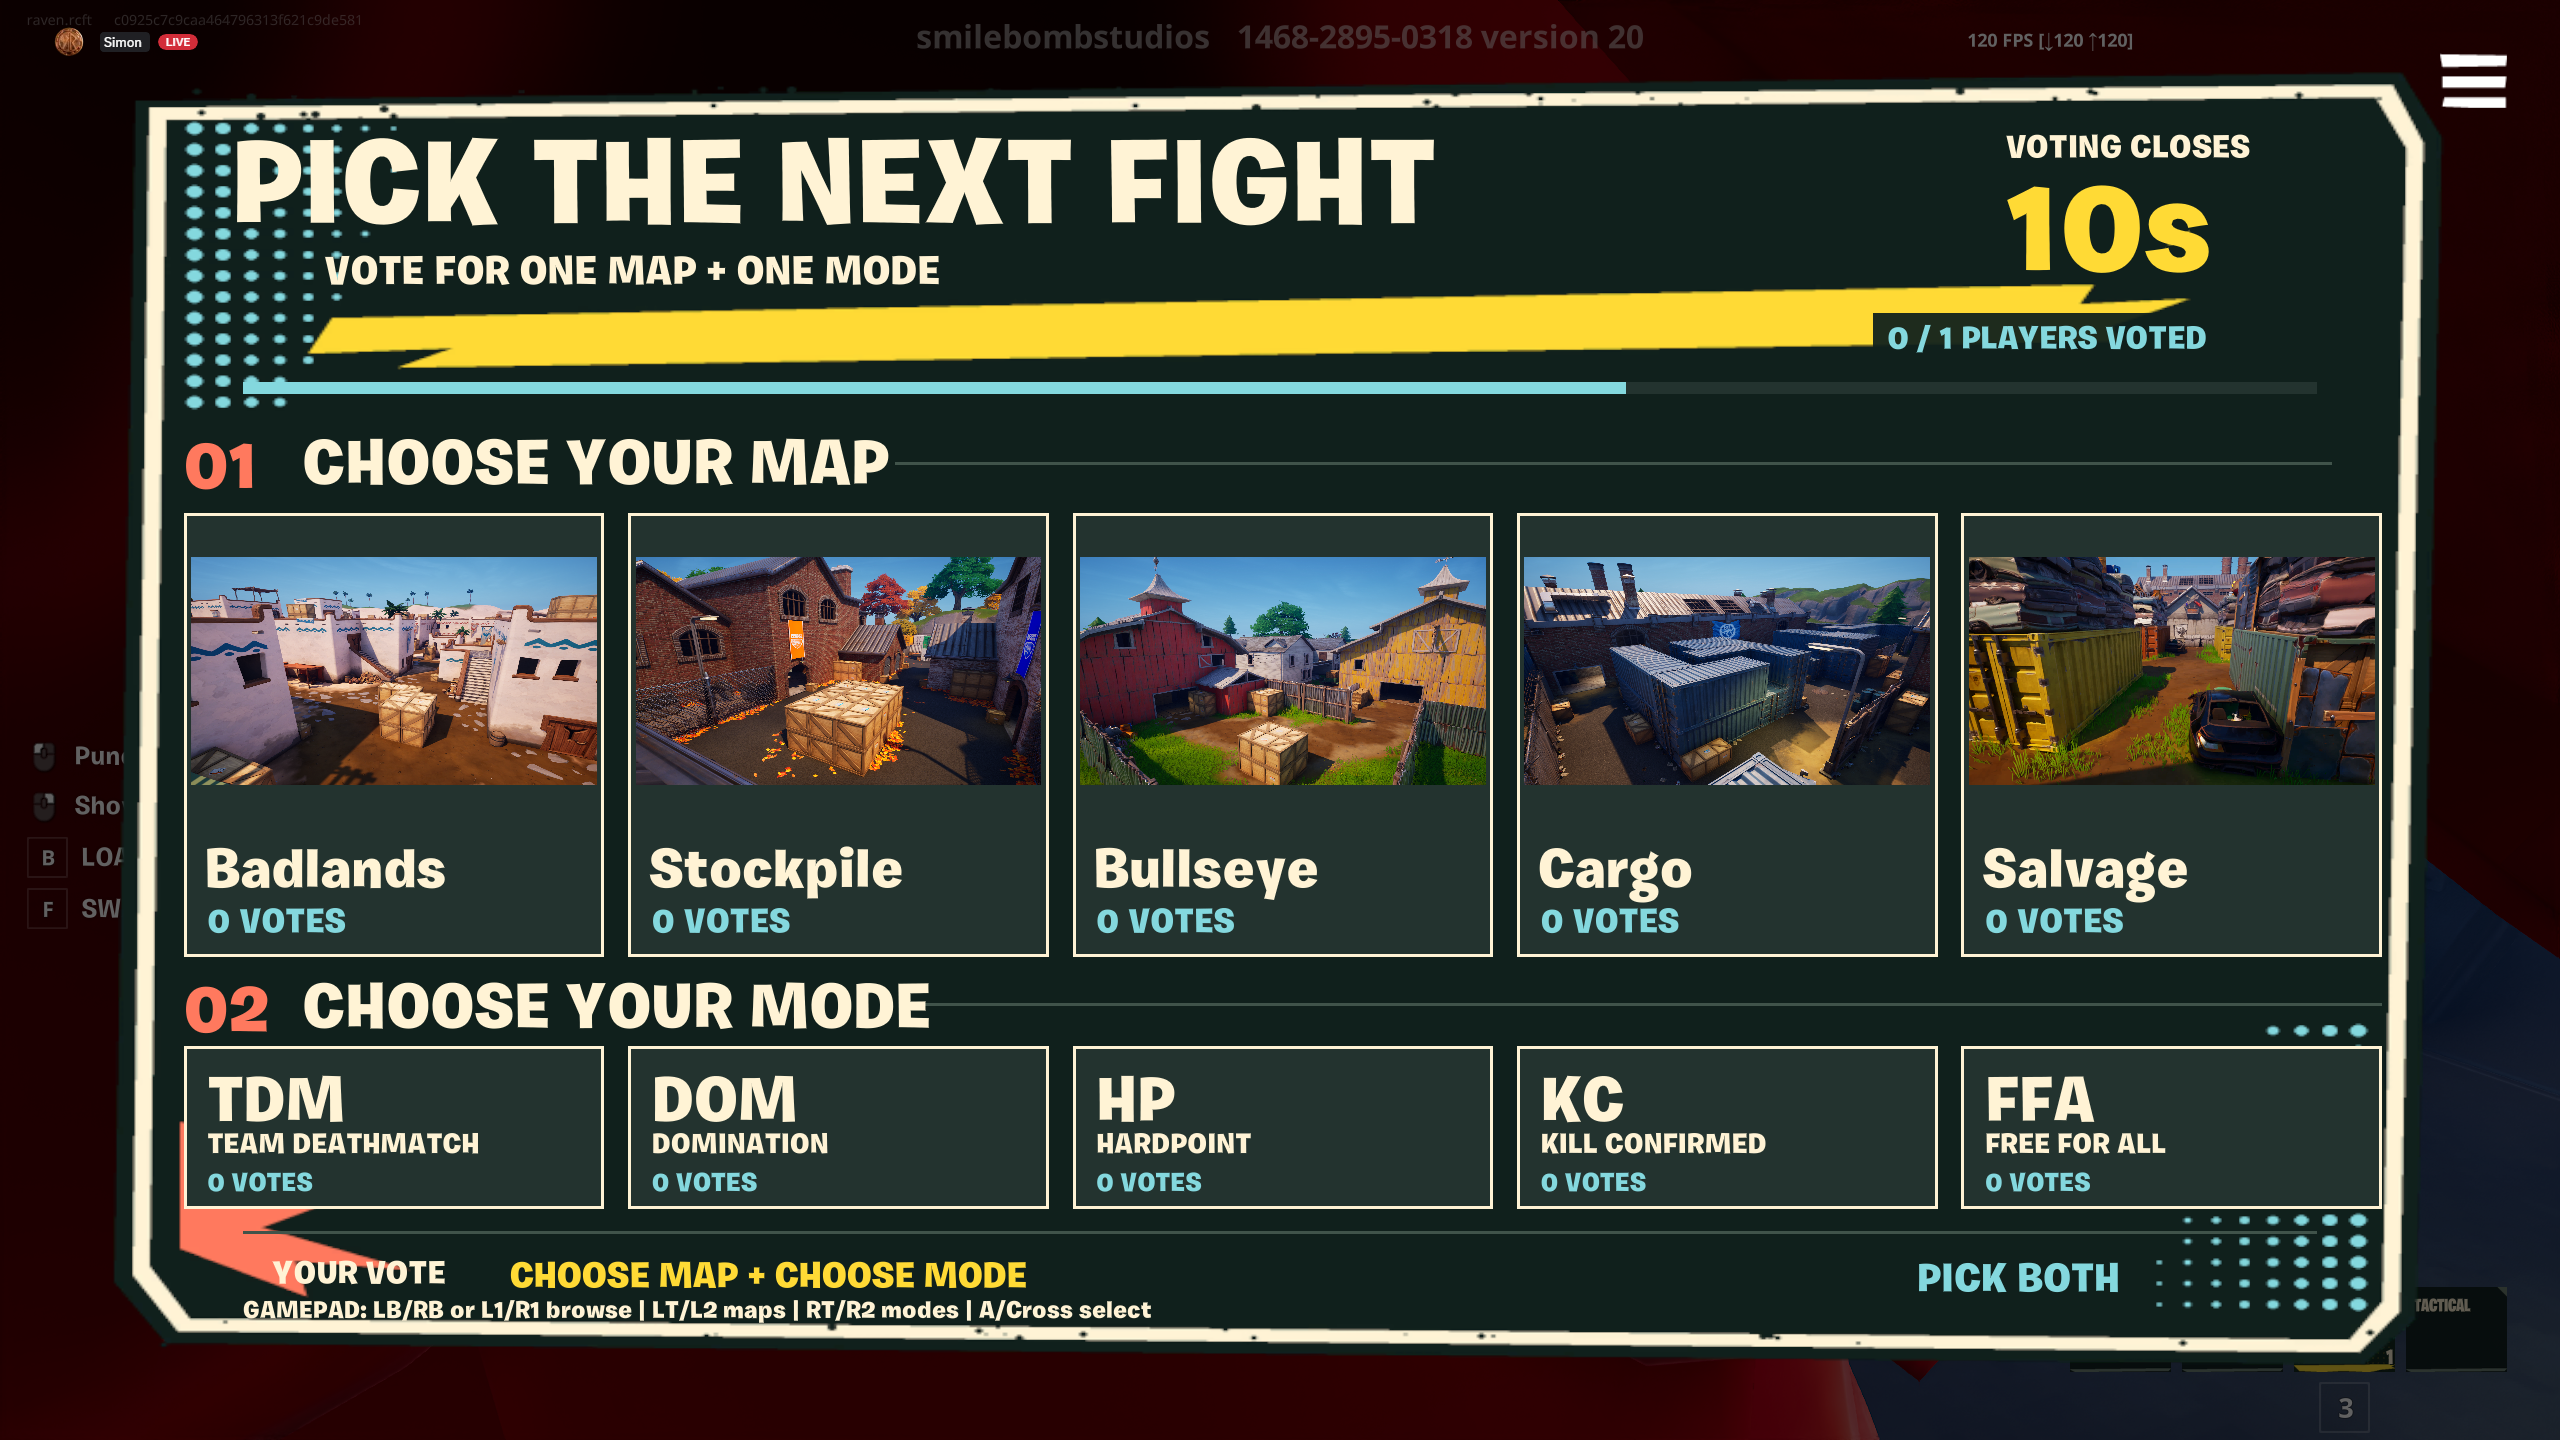 raven.rcft c0925c7c9caa464796313f621c9de581
Simon LIVE
smilebombstudios 1468-2895-0318 version 20
120 FPS [↓120 ↑120]
PICK THE NEXT FIGHT
VOTE FOR ONE MAP + ONE MODE
VOTING CLOSES
10s
0 / 1 PLAYERS VOTED
01 CHOOSE YOUR MAP
Badlands
0 VOTES
Stockpile
0 VOTES
Bullseye
0 VOTES
Cargo
0 VOTES
Salvage
0 VOTES
02 CHOOSE YOUR MODE
TDM
TEAM DEATHMATCH
0 VOTES
DOM
DOMINATION
0 VOTES
HP
HARDPOINT
0 VOTES
KC
KILL CONFIRMED
0 VOTES
FFA
FREE FOR ALL
0 VOTES
YOUR VOTE CHOOSE MAP + CHOOSE MODE
PICK BOTH
GAMEPAD: LB/RB or L1/R1 browse | LT/L2 maps | RT/R2 modes | A/Cross select
B
F
TACTICAL
1
3